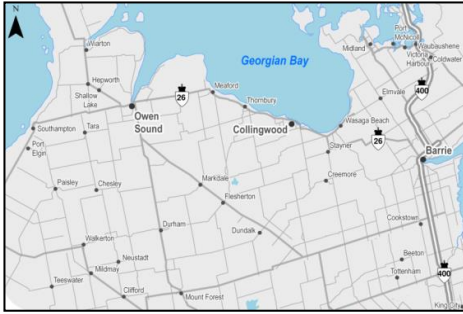 N
Wiarton
Hepworth
Shallow
Lake
Owen
Sound
Southampton
Tara
Port
Elgin
Paisley
Chesley
Walkerton
Neustadt
Mildmay
Teeswater
Clifford
Mount Forest
Durham
Markdale
Flesherton
Dundalk
26
Meaford
Thornbury
Georgian Bay
Collingwood
Wasaga Beach
Stayner
Creemore
26
Midland
Port
McNicoll
Waubaushene
Victoria
Harbour
Coldwater
Elmvale
400
Barrie
Cookstown
Beeton
Tottenham
400
King City